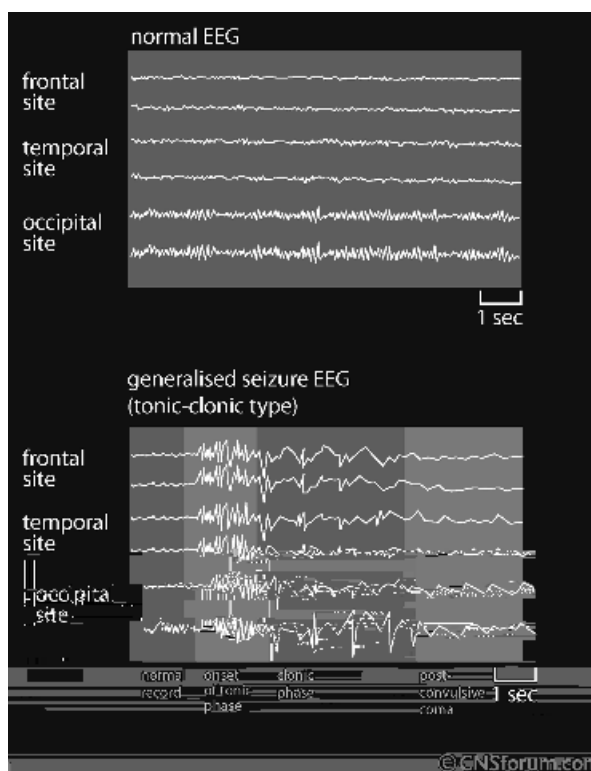 normal EEG
frontal
site
temporal
site
occipital
site
1 sec
generalised seizure EEG
(tonic-clonic type)
frontal
site
temporal
site
occipital
site
normal
record
onset
of tonic
phase
clonic
phase
post-
convulsive
coma
1 sec
© CNSforum.com